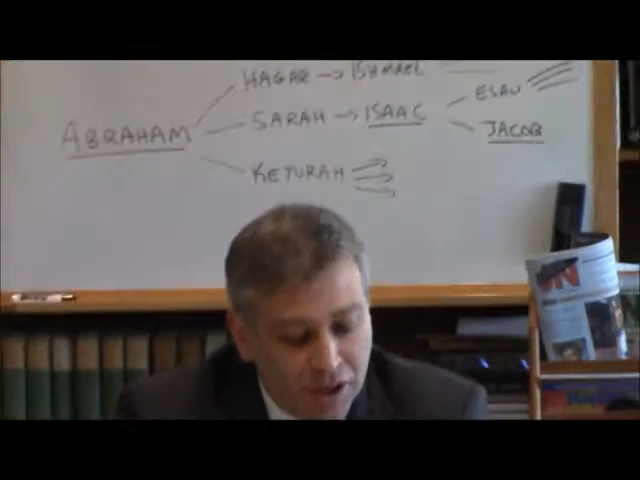 HAGAR → ISHMAEL
ESAU
ABRAHAM SARAH → ISAAC
JACOB
KETURAH